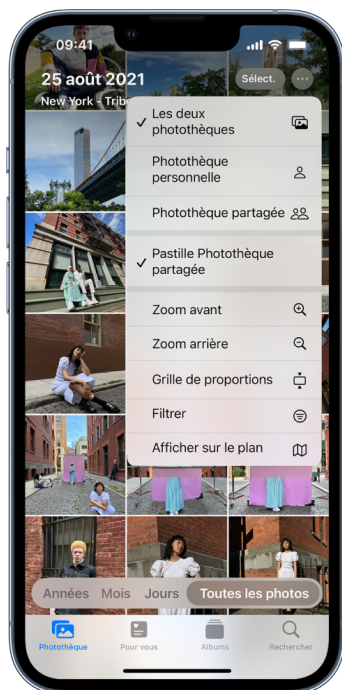 09:41
25 août 2021
Sélect.
New York - Tribe
Les deux
photothèques
Photothèque
personnelle
Photothèque partagée
Pastille Photothèque
partagée
Zoom avant
Zoom arrière
Grille de proportions
Filtrer
Afficher sur le plan
Années Mois Jours Toutes les photos
Photothèque Pour vous Albums Rechercher